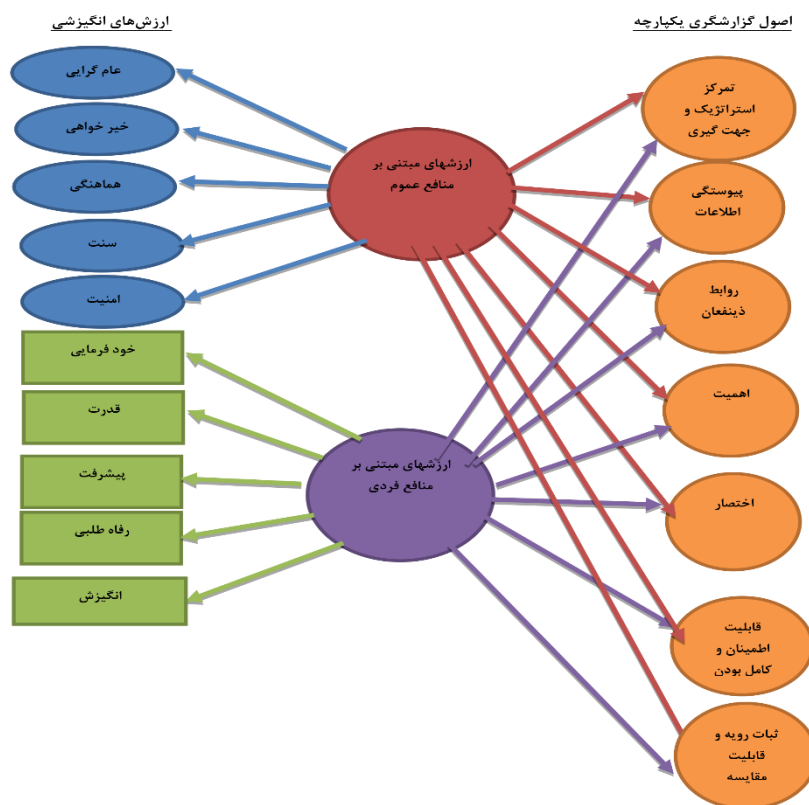 اصول گزارشگری یکپارچه
تمرکز
استراتژیک و
جهت گیری
پیوستگی
اطلاعات
روابط
ذینفعان
اهمیت
اختصار
قابلیت
اطمینان و
کامل بودن
ثبات رویه و
قابلیت
مقایسه
ارزشهای مبتنی بر
منافع عموم
ارزشهای مبتنی بر
منافع فردی
ارزش‌های انگیزشی
عام گرایی
خیر خواهی
هماهنگی
سنت
امنیت
خود فرمایی
قدرت
پیشرفت
رفاه طلبی
انگیزش